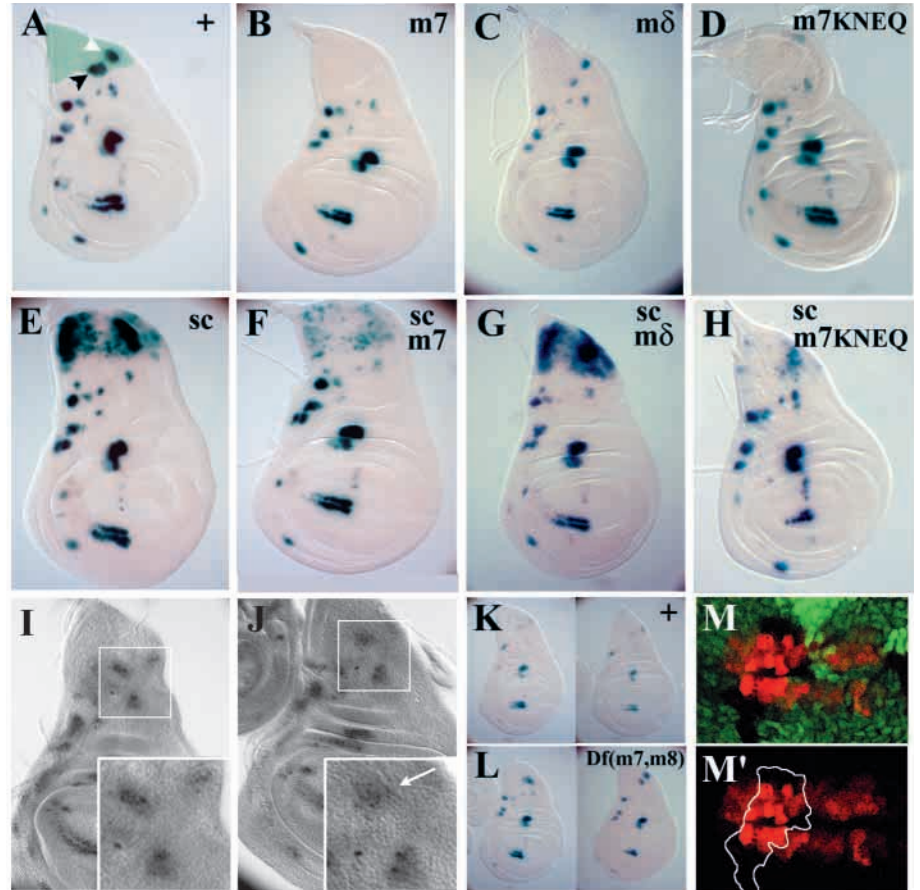 A +
B m7
C mδ
D m7KNEQ
E sc
F sc
m7
G sc
mδ
H sc
m7KNEQ
I
J
K +
M
L Df(m7,m8)
M'